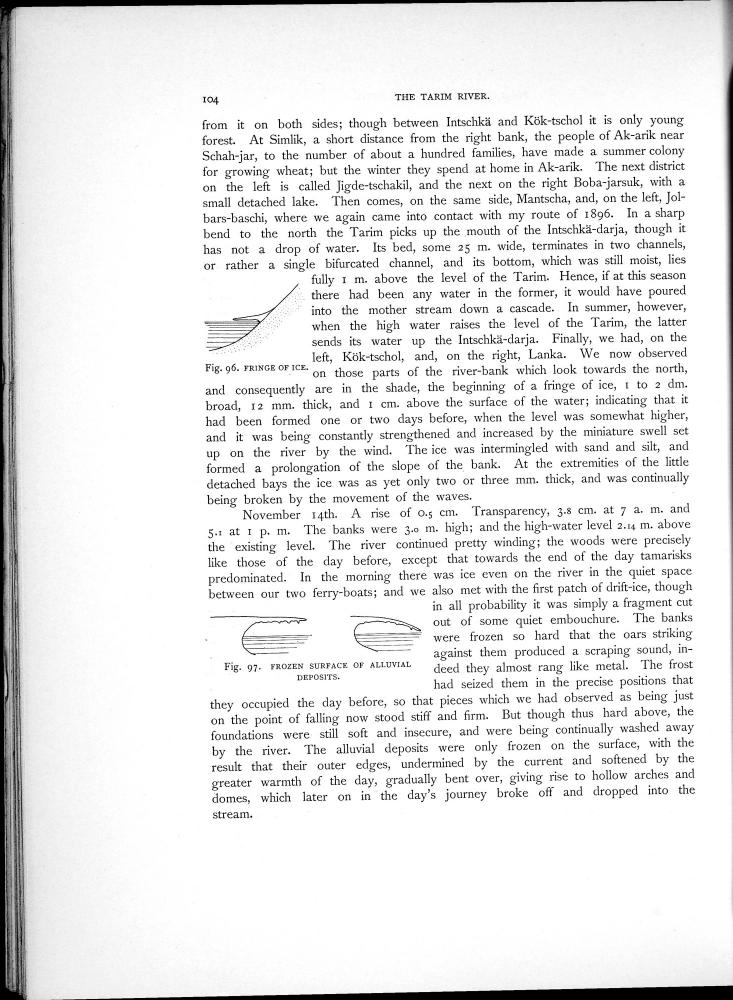 104
THE TARIM RIVER.
from it on both sides; though between Intschkä and Kök-tschol it is only young
forest. At Simlik, a short distance from the right bank, the people of Ak-arik near
Schah-jar, to the number of about a hundred families, have made a summer colony
for growing wheat; but the winter they spend at home in Ak-arik. The next district
on the left is called Jigde-tschakil, and the next on the right Boba-jarsuk, with a
small detached lake. Then comes, on the same side, Mantscha, and, on the left, Jol-
bars-baschi, where we again came into contact with my route of 1896. In a sharp
bend to the north the Tarim picks up the mouth of the Intschkä-darja, though it
has not a drop of water. Its bed, some 25 m. wide, terminates in two channels,
or rather a single bifurcated channel, and its bottom, which was still moist, lies
fully 1 m. above the level of the Tarim. Hence, if at this season
there had been any water in the former, it would have poured
into the mother stream down a cascade. In summer, however,
when the high water raises the level of the Tarim, the latter
sends its water up the Intschkä-darja. Finally, we had, on the
left, Kök-tschol, and, on the right, Lanka. We now observed
Fig. 96. FRINGE OF ICE.
on those parts of the river-bank which look towards the north,
and consequently are in the shade, the beginning of a fringe of ice, 1 to 2 dm.
broad, 12 mm. thick, and 1 cm. above the surface of the water; indicating that it
had been formed one or two days before, when the level was somewhat higher,
and it was being constantly strengthened and increased by the miniature swell set
up on the river by the wind. The ice was intermingled with sand and silt, and
formed a prolongation of the slope of the bank. At the extremities of the little
detached bays the ice was as yet only two or three mm. thick, and was continually
being broken by the movement of the waves.
November 14th. A rise of 0.5 cm. Transparency, 3.8 cm. at 7 a. m. and
5.1 at 1 p. m. The banks were 3.0 m. high; and the high-water level 2.14 m. above
the existing level. The river continued pretty winding; the woods were precisely
like those of the day before, except that towards the end of the day tamarisks
predominated. In the morning there was ice even on the river in the quiet space
between our two ferry-boats; and we also met with the first patch of drift-ice, though
in all probability it was simply a fragment cut
out of some quiet embouchure. The banks
were frozen so hard that the oars striking
against them produced a scraping sound, in-
deed they almost rang like metal. The frost
had seized them in the precise positions that
Fig. 97. FROZEN SURFACE OF ALLUVIAL
DEPOSITS.
they occupied the day before, so that pieces which we had observed as being just
on the point of falling now stood stiff and firm. But though thus hard above, the
foundations were still soft and insecure, and were being continually washed away
by the river. The alluvial deposits were only frozen on the surface, with the
result that their outer edges, undermined by the current and softened by the
greater warmth of the day, gradually bent over, giving rise to hollow arches and
domes, which later on in the day's journey broke off and dropped into the
stream.